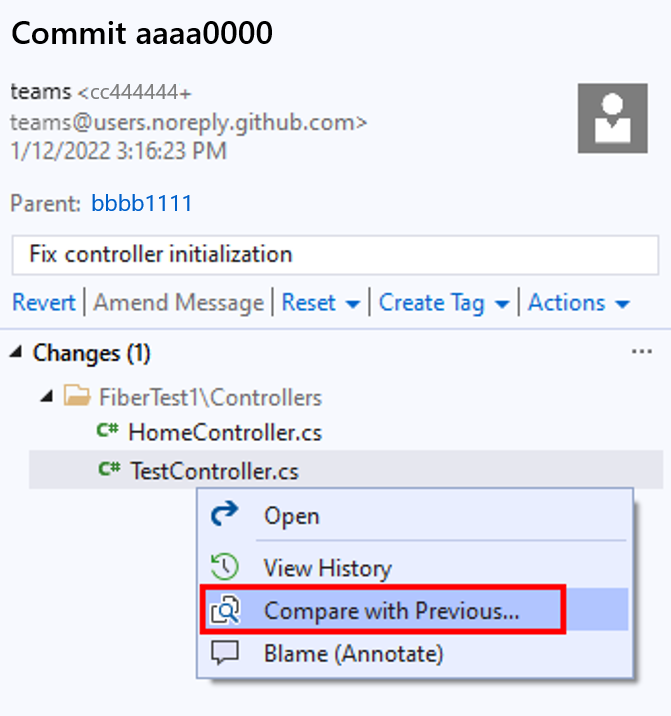 Commit aaaa0000
teams <cc444444+
teams@users.noreply.github.com>
1/12/2022 3:16:23 PM
Parent: bbbb1111
Fix controller initialization
Revert Amend Message Reset Create Tag Actions
Changes (1) ...
FiberTest1\Controllers
C# HomeController.cs
C# TestController.cs
Open
View History
Compare with Previous...
Blame (Annotate)